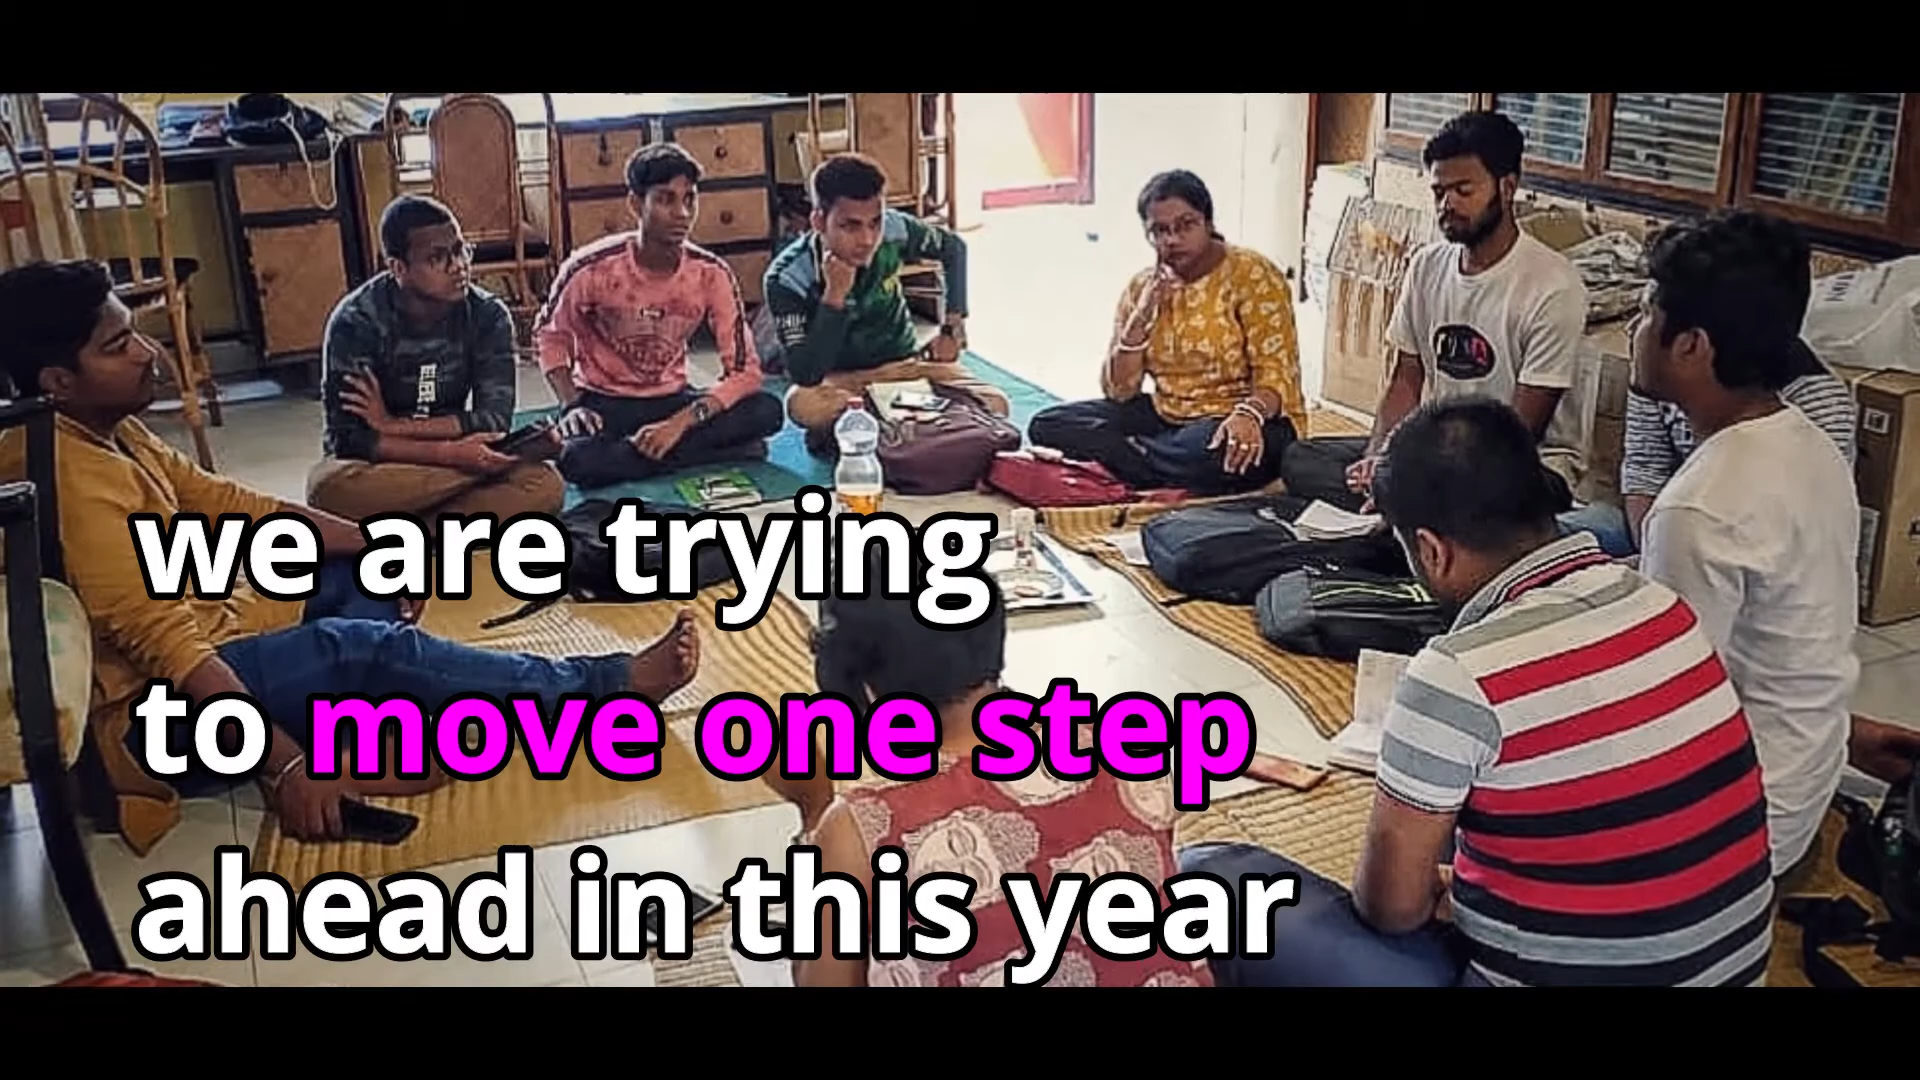 we are trying
to move one step
ahead in this year